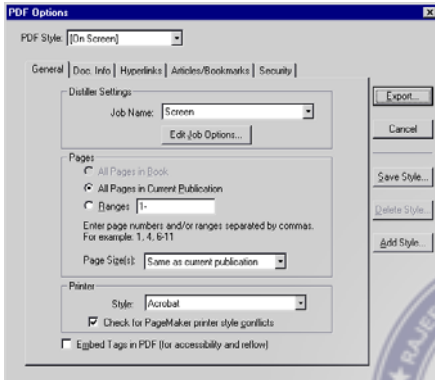 PDF Options
PDF Style: [On Screen]
General Doc. Info Hyperlinks Articles/Bookmarks Security
Distiller Settings
Job Name: Screen
Edit Job Options...
Pages
All Pages in Book
All Pages in Current Publication
Ranges 1-
Enter page numbers and/or ranges separated by commas.
For example: 1, 4, 6-11
Page Size(s): Same as current publication
Printer
Style: Acrobat
Check for PageMaker printer style conflicts
Embed Tags in PDF (for accessibility and reflow)
Export...
Cancel
Save Style...
Delete Style...
Add Style...
RAJEE